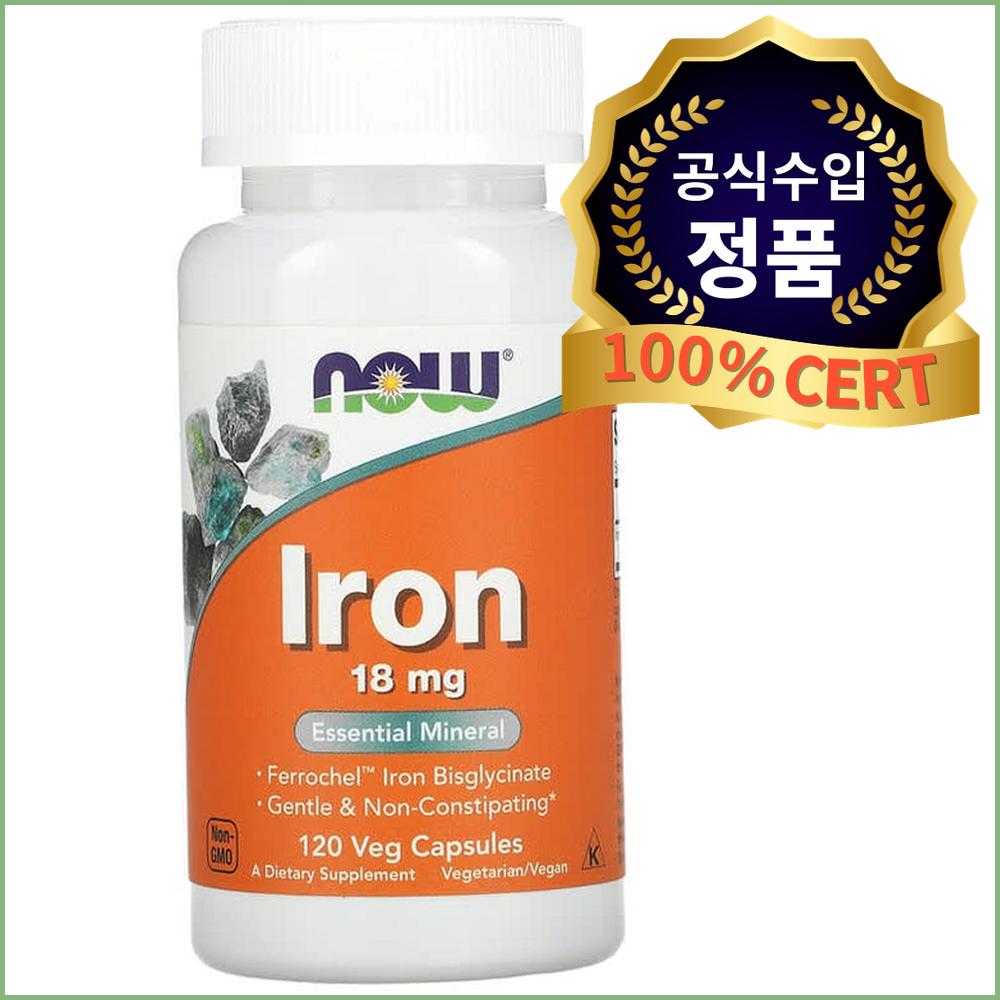 공식수입
정품
100% CERT
now®
Iron
18 mg
Essential Mineral
• Ferrochel™ Iron Bisglycinate
• Gentle & Non-Constipating*
Non-
GMO
120 Veg Capsules
K
A Dietary Supplement Vegetarian/Vegan